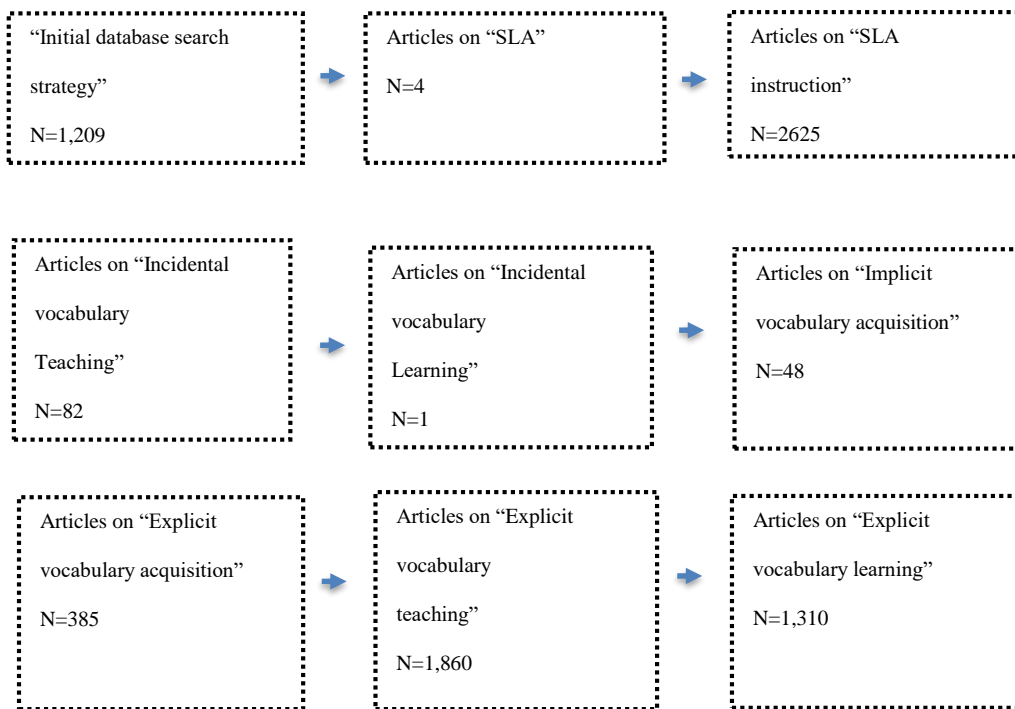 “Initial database search
strategy”
N=1,209
Articles on “SLA”
N=4
Articles on “SLA
instruction”
N=2625
Articles on “Incidental
vocabulary
Teaching”
N=82
Articles on “Incidental
vocabulary
Learning”
N=1
Articles on “Implicit
vocabulary acquisition”
N=48
Articles on “Explicit
vocabulary acquisition”
N=385
Articles on “Explicit
vocabulary
teaching”
N=1,860
Articles on “Explicit
vocabulary learning”
N=1,310